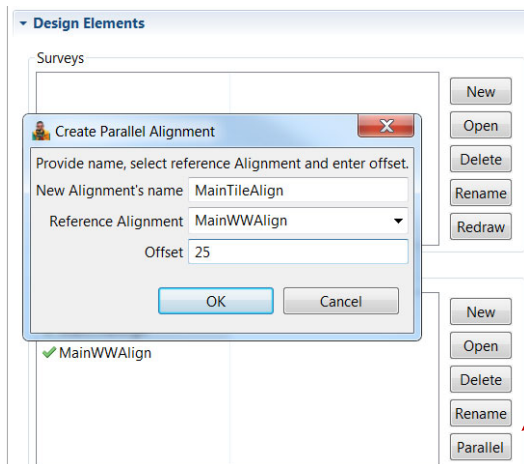 Design Elements
Surveys
New
Open
Delete
Rename
Redraw
Create Parallel Alignment
X
Provide name, select reference Alignment and enter offset.
New Alignment's name MainTileAlign
Reference Alignment MainWWAlign
Offset 25
OK Cancel
MainWWAlign
New
Open
Delete
Rename
Parallel